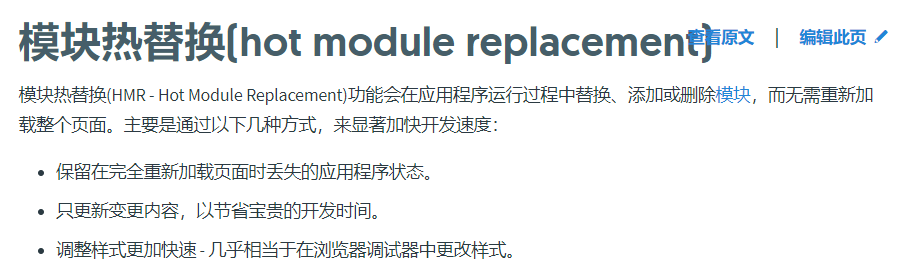 模块热替换(hot module replacement)
查看原文 | 编辑此页
模块热替换(HMR - Hot Module Replacement)功能会在应用程序运行过程中替换、添加或删除模块，而无需重新加
载整个页面。主要是通过以下几种方式，来显著加快开发速度：
• 保留在完全重新加载页面时丢失的应用程序状态。
• 只更新变更内容，以节省宝贵的开发时间。
• 调整样式更加快速 - 几乎相当于在浏览器调试器中更改样式。